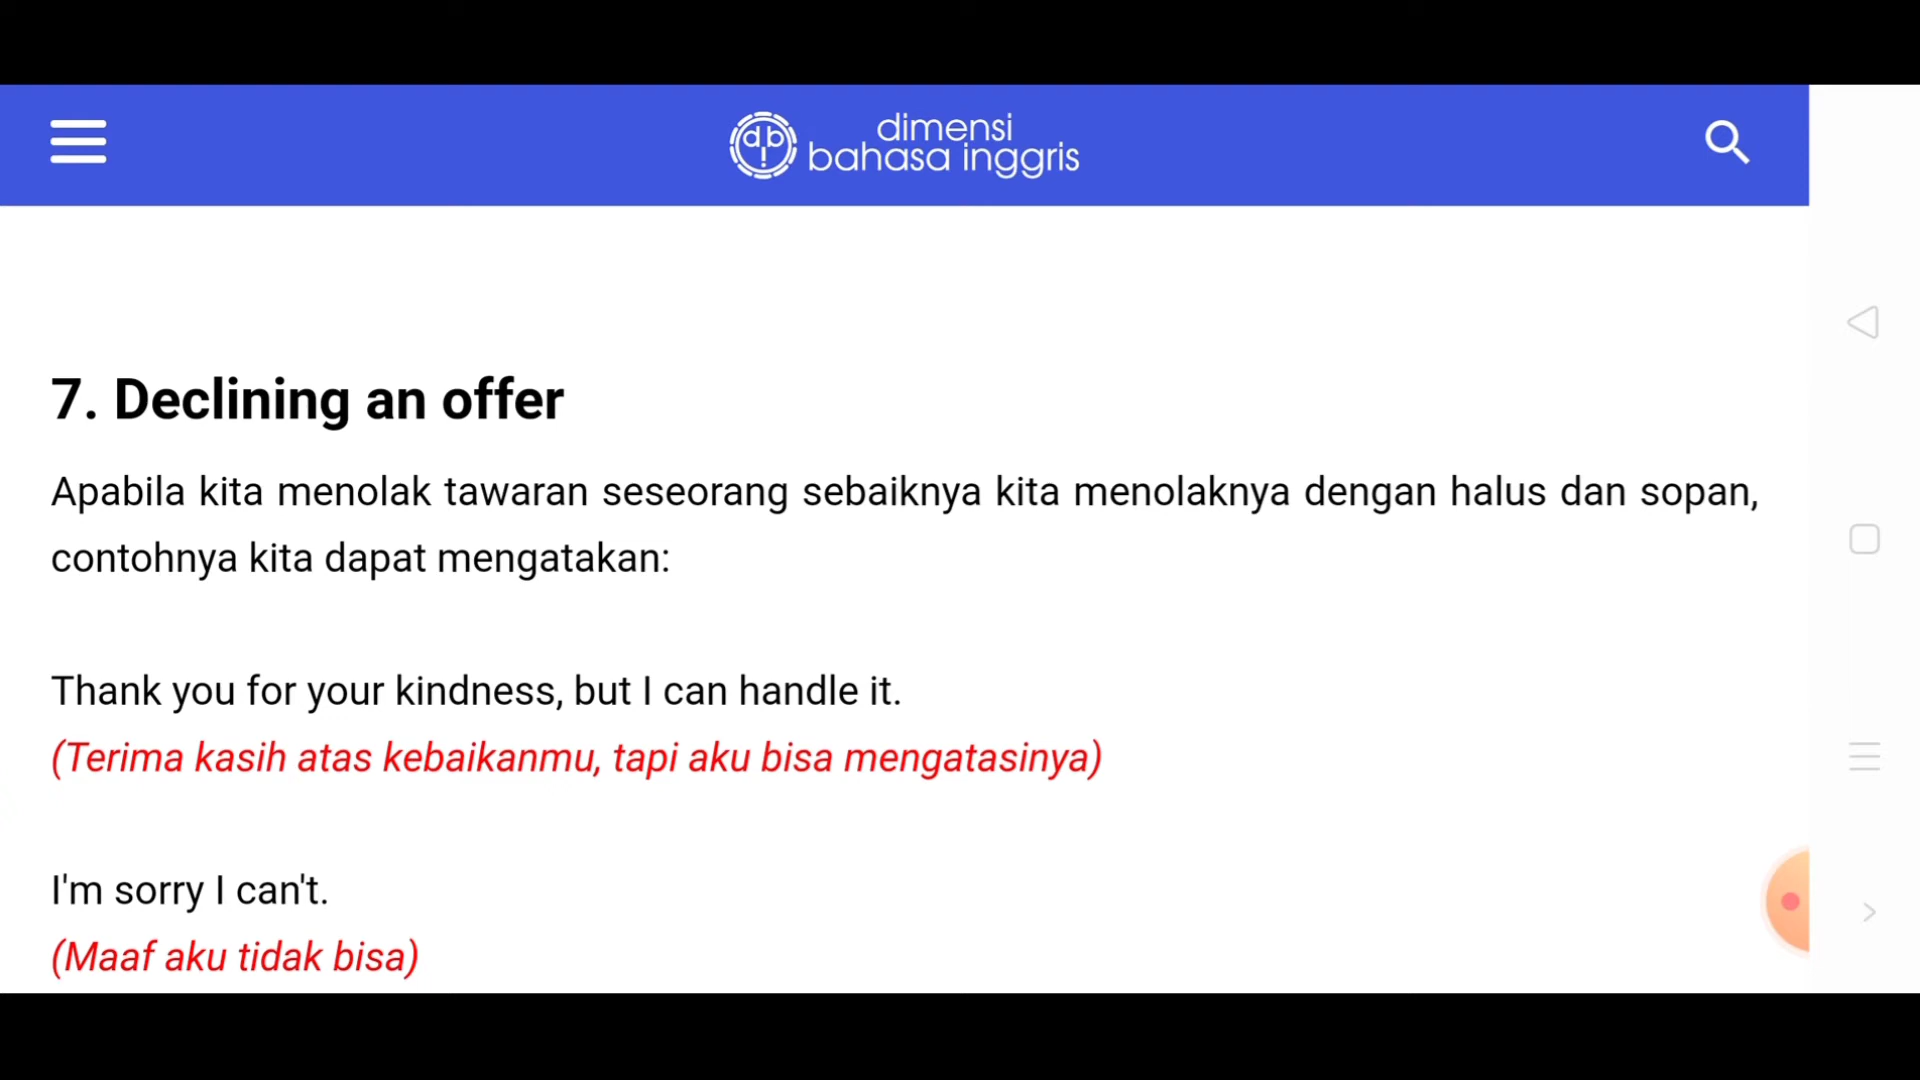 d b
!
dimensi
bahasa inggris
7. Declining an offer
Apabila kita menolak tawaran seseorang sebaiknya kita menolaknya dengan halus dan sopan,
contohnya kita dapat mengatakan:
Thank you for your kindness, but I can handle it.
(Terima kasih atas kebaikanmu, tapi aku bisa mengatasinya)
I'm sorry I can't.
(Maaf aku tidak bisa)